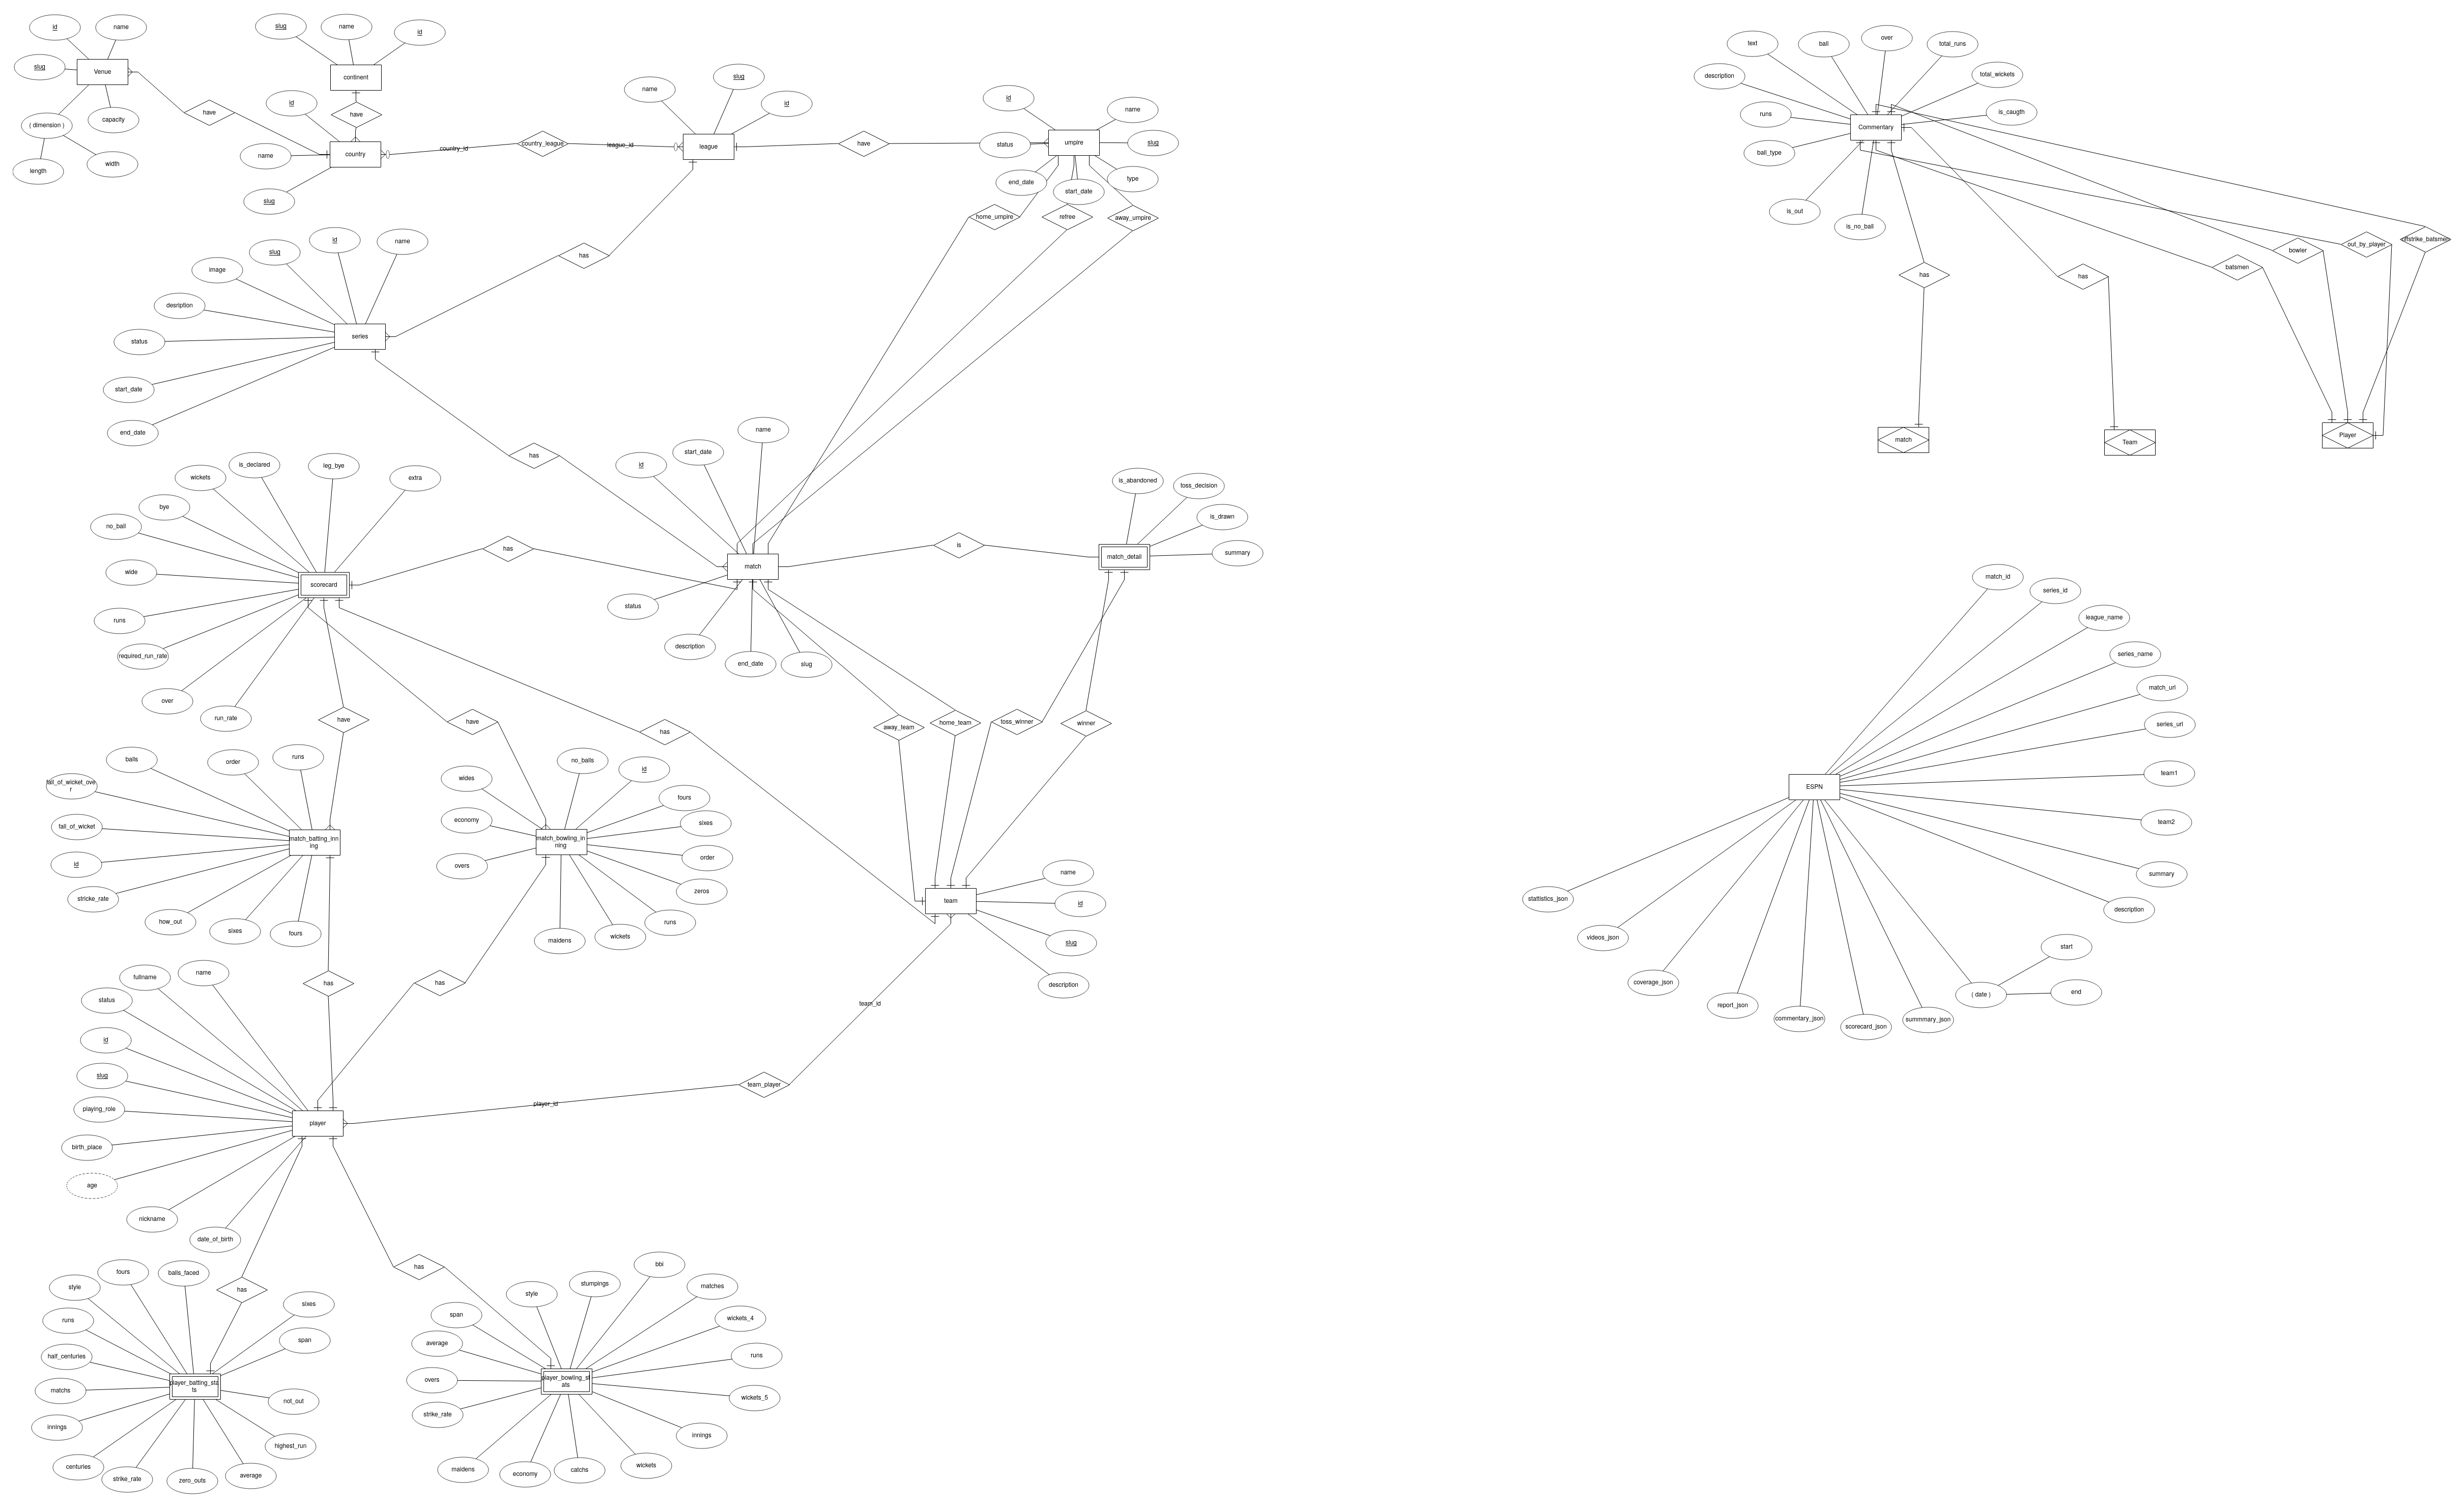 id
name
slug
Venue
( dimension )
capacity
length
width
have
slug
name
id
continent
have
id
name
country
slug
country_id
country_league
league_id
name
slug
id
league
have
id
name
status
umpire
slug
end_date
start_date
type
home_umpire
refree
away_umpire
has
slug
id
name
image
desription
status
series
start_date
end_date
has
id
start_date
name
match
status
description
end_date
slug
is
is_abandoned
toss_decision
is_drawn
match_detail
summary
wickets
is_declared
leg_bye
extra
bye
no_ball
wide
scorecard
runs
required_run_rate
over
run_rate
has
have
have
has
away_team
home_team
toss_winner
winner
balls
order
runs
fall_of_wicket_ove
r
fall_of_wicket
match_batting_inn
ing
id
stricke_rate
how_out
sixes
fours
wides
no_balls
id
economy
fours
sixes
match_bowling_in
ning
overs
order
zeros
runs
maidens
wickets
name
team
id
slug
description
has
has
team_id
team_player
player_id
fullname
name
status
id
slug
playing_role
player
birth_place
age
nickname
date_of_birth
has
has
style
fours
balls_faced
sixes
runs
span
half_centuries
matchs
player_batting_sta
ts
not_out
innings
highest_run
centuries
strike_rate
zero_outs
average
span
style
stumpings
bbi
matches
average
wickets_4
overs
runs
player_bowling_st
ats
wickets_5
strike_rate
innings
maidens
economy
catchs
wickets
text
ball
over
total_runs
description
total_wickets
runs
is_caugth
Commentary
ball_type
is_out
is_no_ball
has
has
batsmen
bowler
out_by_player
offstrike_batsmen
match
Team
Player
match_id
series_id
league_name
series_name
match_url
series_url
team1
ESPN
team2
summary
description
stattistics_json
videos_json
coverage_json
report_json
commentary_json
scorecard_json
summmary_json
( date )
start
end